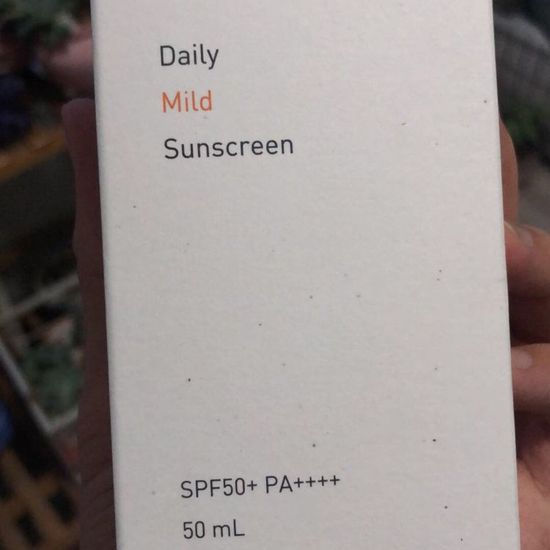 Daily
Mild
Sunscreen
SPF50+ PA++++
50 mL